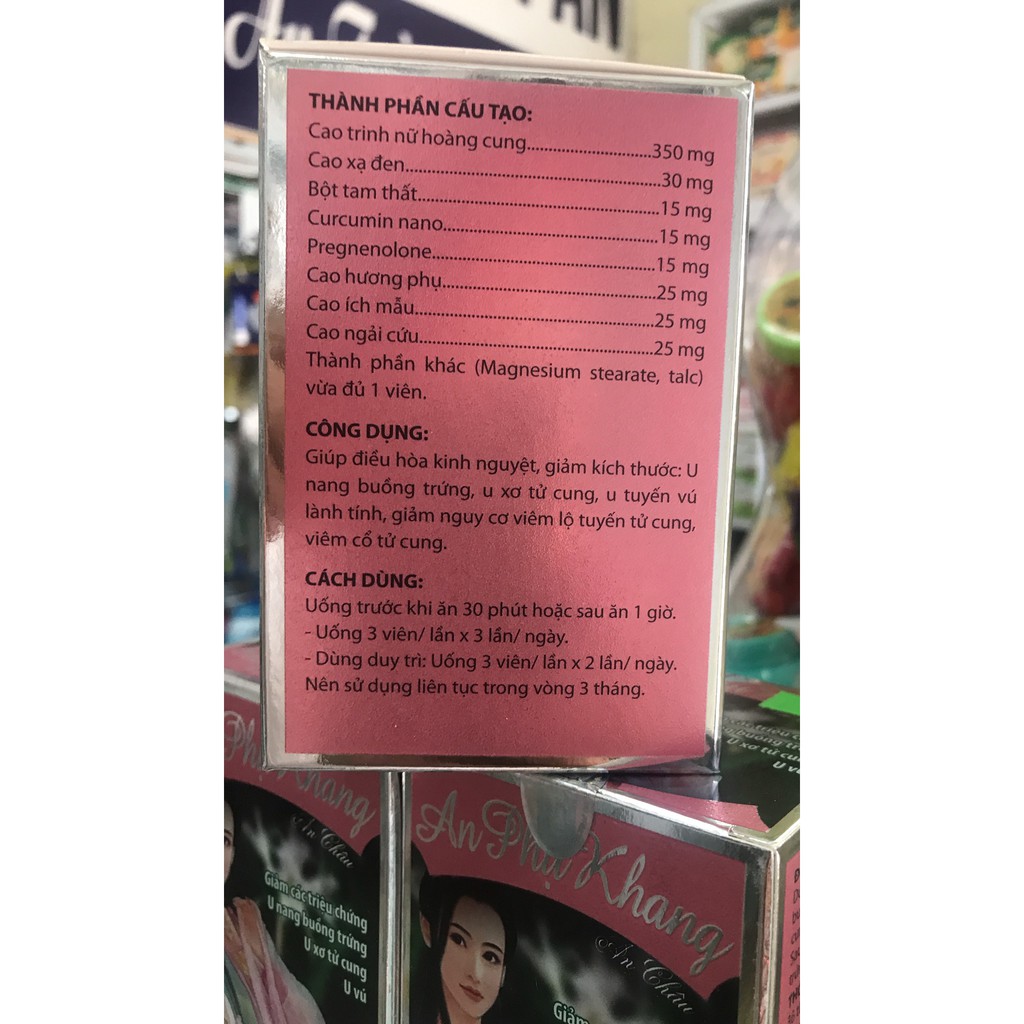 THÀNH PHẦN CẤU TẠO:
Cao trinh nữ hoàng cung............................350 mg
Cao xạ đen.........................................................30 mg
Bột tam thất......................................................15 mg
Curcumin nano................................................15 mg
Pregnenolone..................................................15 mg
Cao hương phụ................................................25 mg
Cao ích mẫu......................................................25 mg
Cao ngải cứu.....................................................25 mg
Thành phần khác (Magnesium stearate, talc)
vừa đủ 1 viên.
CÔNG DỤNG:
Giúp điều hòa kinh nguyệt, giảm kích thước: U
nang buồng trứng, u xơ tử cung, u tuyến vú
lành tính, giảm nguy cơ viêm lộ tuyến tử cung,
viêm cổ tử cung.
CÁCH DÙNG:
Uống trước khi ăn 30 phút hoặc sau ăn 1 giờ.
- Uống 3 viên/ lần x 3 lần/ ngày.
- Dùng duy trì: Uống 3 viên/ lần x 2 lần/ ngày.
Nên sử dụng liên tục trong vòng 3 tháng.
Phụ Khang
An Châu
Giảm các triệu chứng
U nang buồng trứng
U xơ tử cung
U vú
An Phụ Khang
An Châu
Giảm
U xơ tử cung
U vú